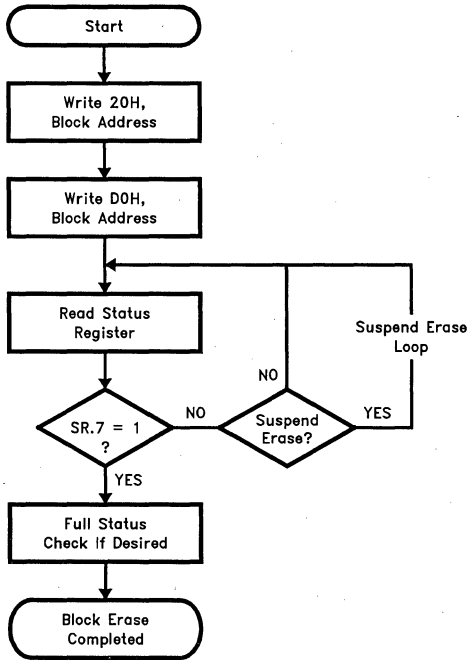 Start
Write 20H,
Block Address
Write D0H,
Block Address
Read Status
Register
Suspend Erase
Loop
NO
SR.7 = 1
?
NO
Suspend
Erase?
YES
YES
Full Status
Check If Desired
Block Erase
Completed